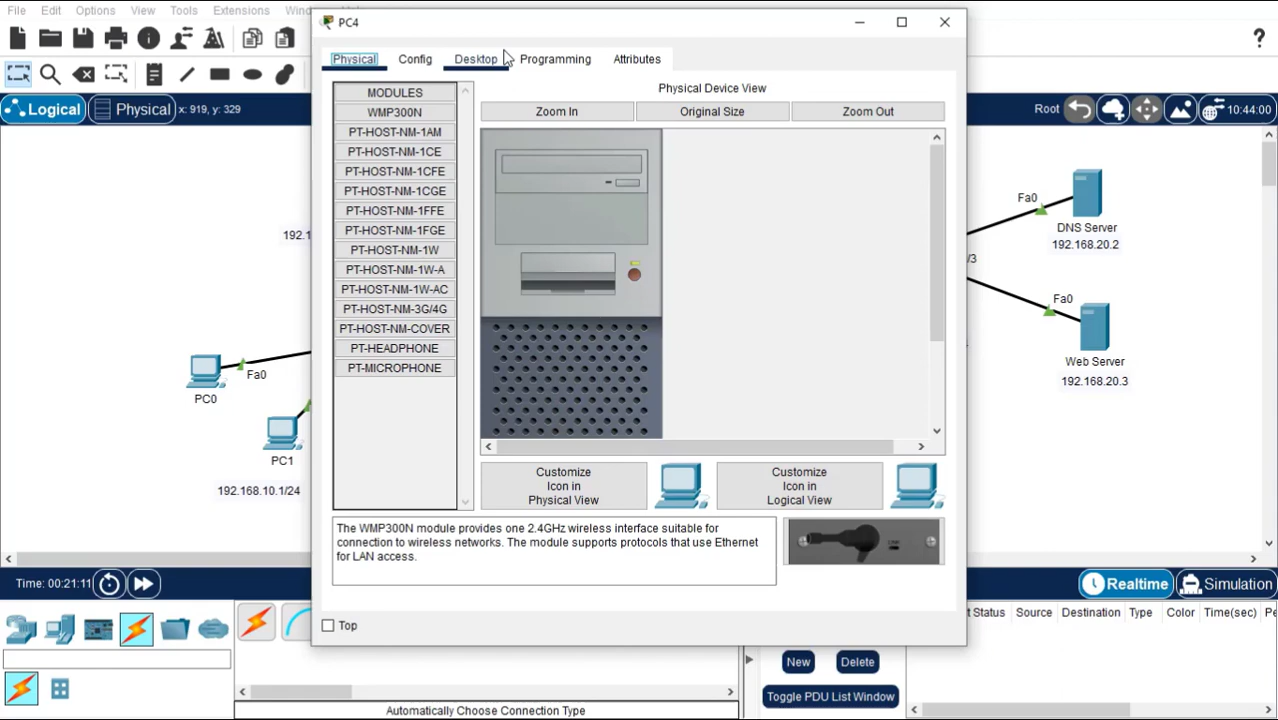 File Edit Options View Tools Extensions Wind
PC4
Logical
Physical
x: 919, y: 329
Root
10:44:00
Physical
Config
Desktop
Programming
Attributes
MODULES
WMP300N
PT-HOST-NM-1AM
PT-HOST-NM-1CE
PT-HOST-NM-1CFE
PT-HOST-NM-1CGE
PT-HOST-NM-1FFE
PT-HOST-NM-1FGE
PT-HOST-NM-1W
PT-HOST-NM-1W-A
PT-HOST-NM-1W-AC
PT-HOST-NM-3G/4G
PT-HOST-NM-COVER
PT-HEADPHONE
PT-MICROPHONE
Physical Device View
Zoom In
Original Size
Zoom Out
Customize
Icon in
Physical View
Customize
Icon in
Logical View
The WMP300N module provides one 2.4GHz wireless interface suitable for
connection to wireless networks. The module supports protocols that use Ethernet
for LAN access.
Top
192.1
PC0
Fa0
PC1
192.168.10.1/24
Fa0
DNS Server
192.168.20.2
/3
Fa0
Web Server
192.168.20.3
Time: 00:21:11
Realtime
Simulation
t Status
Source
Destination
Type
Color
Time(sec)
Pe
New
Delete
Toggle PDU List Window
Automatically Choose Connection Type